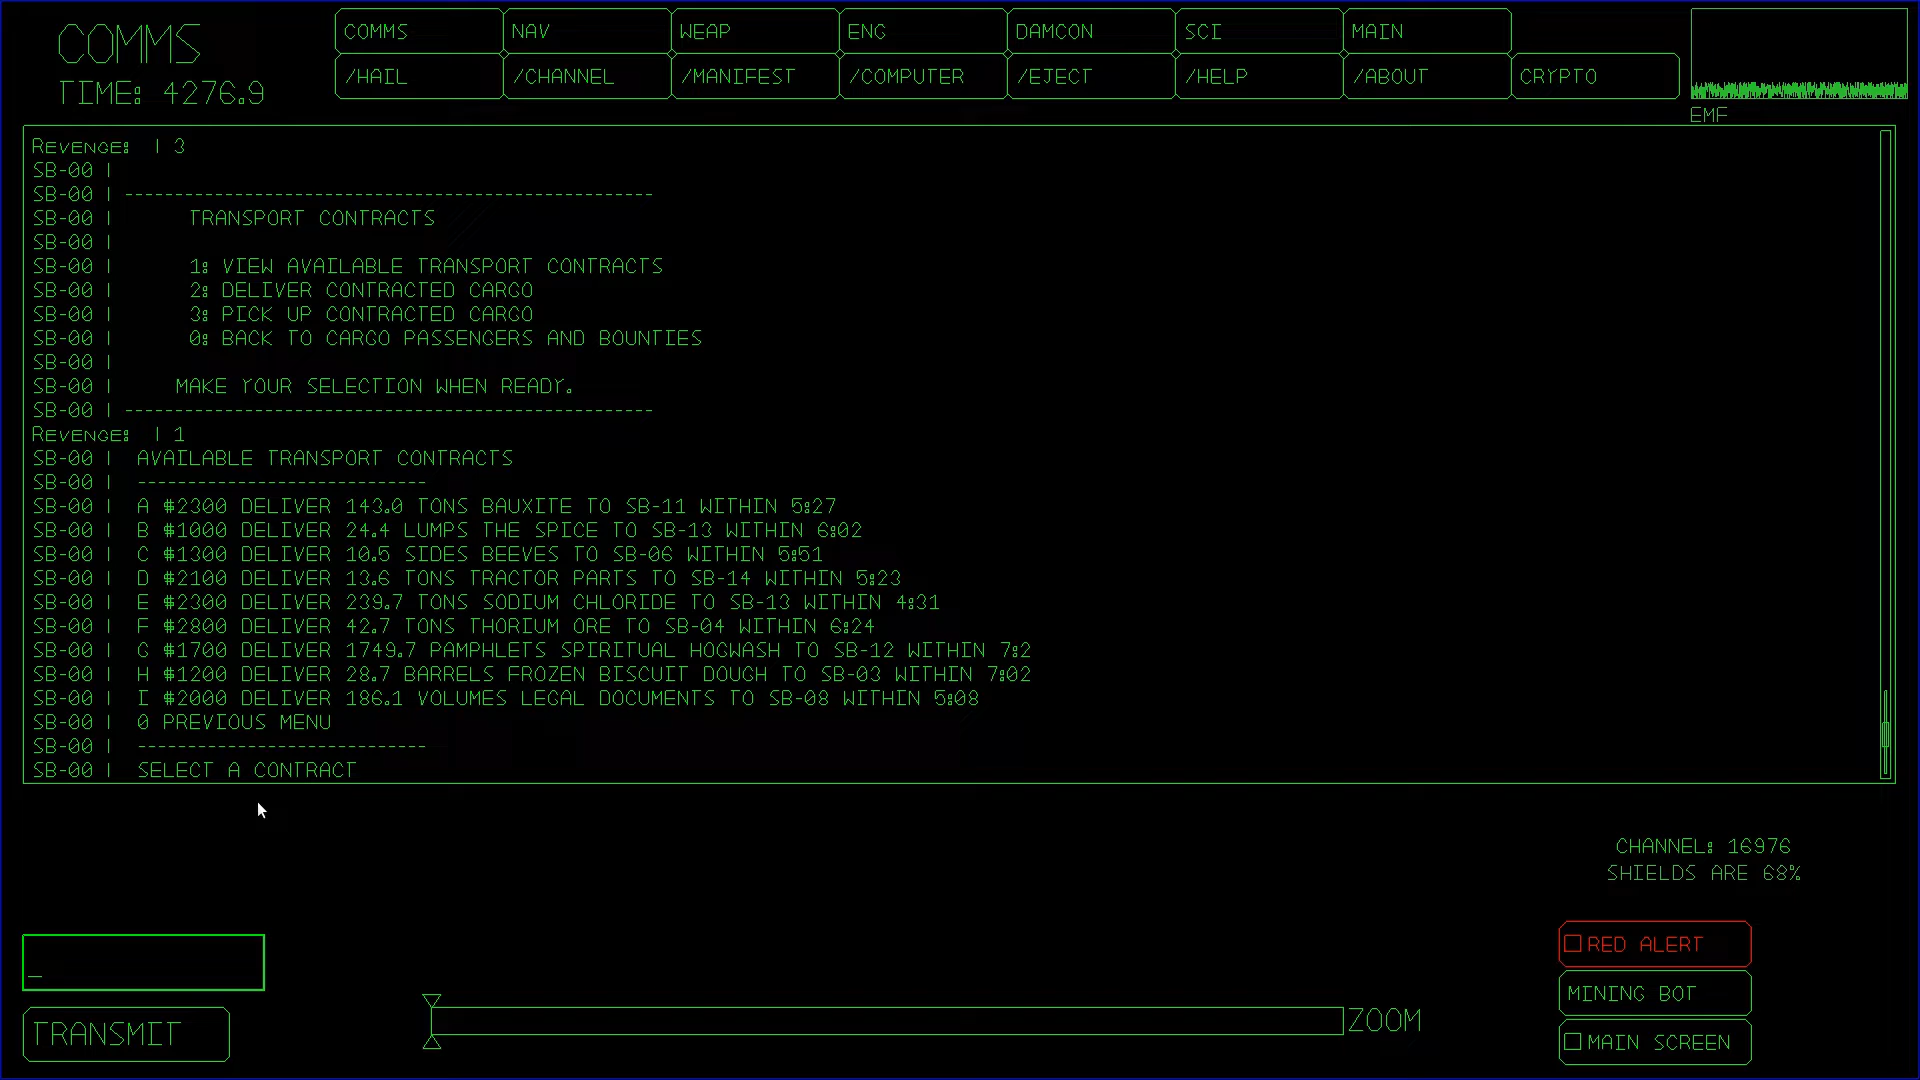 COMMS
TIME: 4276.9
COMMS NAV WEAP ENG DAMCON SCI MAIN
/HAIL /CHANNEL /MANIFEST /COMPUTER /EJECT /HELP /ABOUT CRYPTO
EMF
REVENGE: | 3
SB-00 |
SB-00 | -----------------------------------------------------
SB-00 | TRANSPORT CONTRACTS
SB-00 |
SB-00 | 1: VIEW AVAILABLE TRANSPORT CONTRACTS
SB-00 | 2: DELIVER CONTRACTED CARGO
SB-00 | 3: PICK UP CONTRACTED CARGO
SB-00 | 0: BACK TO CARGO PASSENGERS AND BOUNTIES
SB-00 |
SB-00 | MAKE YOUR SELECTION WHEN READY.
SB-00 | -----------------------------------------------------
REVENGE: | 1
SB-00 | AVAILABLE TRANSPORT CONTRACTS
SB-00 | ----------------------------
SB-00 | A #2300 DELIVER 143.0 TONS BAUXITE TO SB-11 WITHIN 5:27
SB-00 | B #1000 DELIVER 24.4 LUMPS THE SPICE TO SB-13 WITHIN 6:02
SB-00 | C #1300 DELIVER 10.5 SIDES BEEVES TO SB-06 WITHIN 5:51
SB-00 | D #2100 DELIVER 13.6 TONS TRACTOR PARTS TO SB-14 WITHIN 5:23
SB-00 | E #2300 DELIVER 239.7 TONS SODIUM CHLORIDE TO SB-13 WITHIN 4:31
SB-00 | F #2800 DELIVER 42.7 TONS THORIUM ORE TO SB-04 WITHIN 6:24
SB-00 | G #1700 DELIVER 1749.7 PAMPHLETS SPIRITUAL HOGWASH TO SB-12 WITHIN 7:2
SB-00 | H #1200 DELIVER 28.7 BARRELS FROZEN BISCUIT DOUGH TO SB-03 WITHIN 7:02
SB-00 | I #2000 DELIVER 186.1 VOLUMES LEGAL DOCUMENTS TO SB-08 WITHIN 5:08
SB-00 | 0 PREVIOUS MENU
SB-00 | ----------------------------
SB-00 | SELECT A CONTRACT
CHANNEL: 16976
SHIELDS ARE 68%
RED ALERT
_
MINING BOT
TRANSMIT
ZOOM
MAIN SCREEN